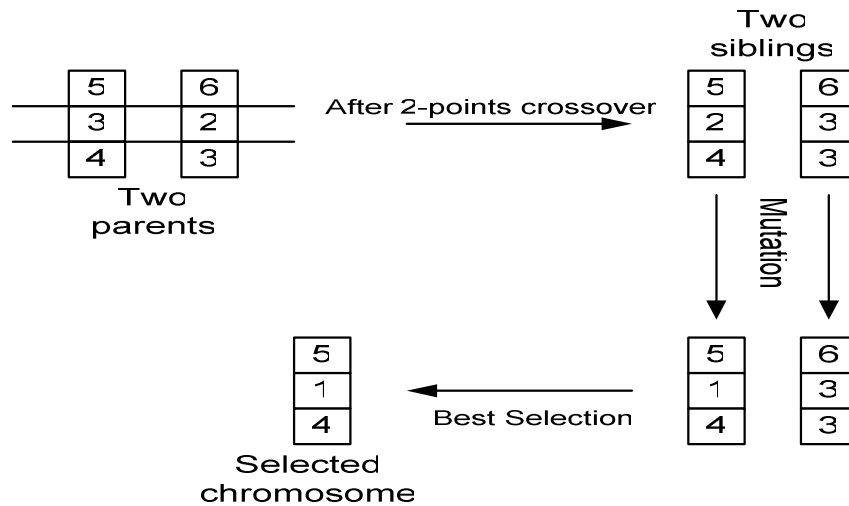 Two
siblings
5 6
3 2
4 3
After 2-points crossover
5 6
2 3
4 3
Two
parents
Mutation
5
1
4
5 6
1 3
4 3
Best Selection
Selected
chromosome